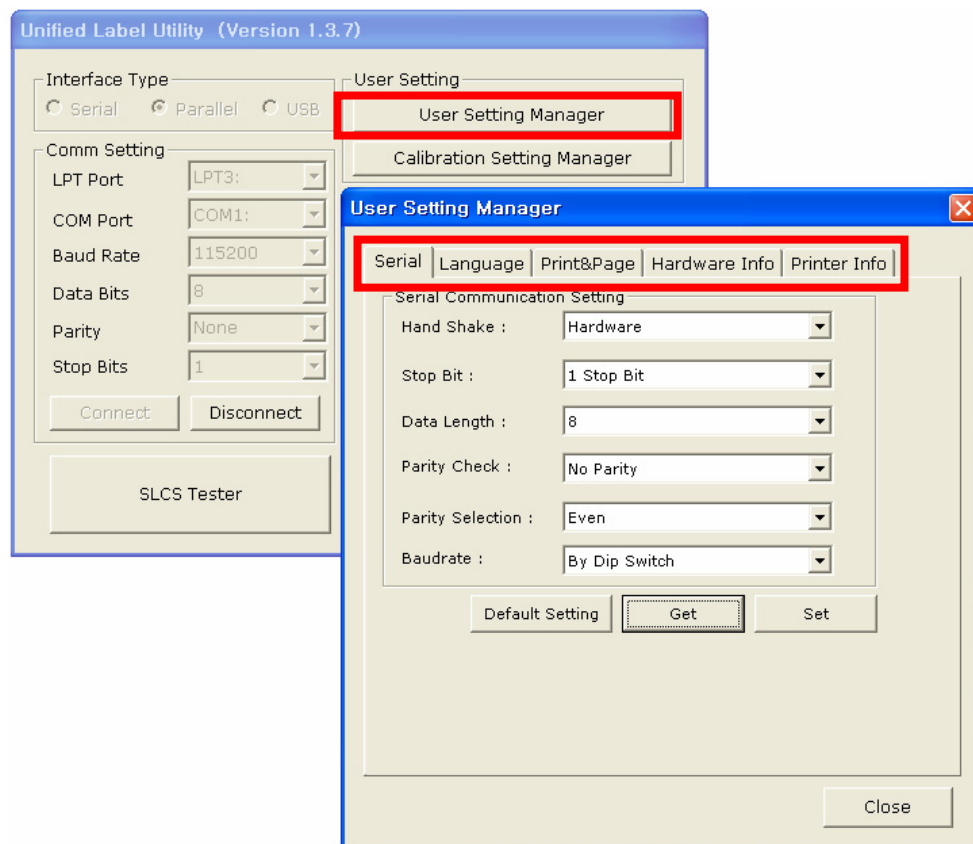 Unified Label Utility (Version 1.3.7)
Interface Type
Serial Parallel USB
User Setting
User Setting Manager
Calibration Setting Manager
Comm Setting
LPT Port LPT3:
COM Port COM1:
Baud Rate 115200
Data Bits 8
Parity None
Stop Bits 1
Connect Disconnect
SLCS Tester
User Setting Manager
Serial Language Print&Page Hardware Info Printer Info
Serial Communication Setting
Hand Shake : Hardware
Stop Bit : 1 Stop Bit
Data Length : 8
Parity Check : No Parity
Parity Selection : Even
Baudrate : By Dip Switch
Default Setting Get Set
Close